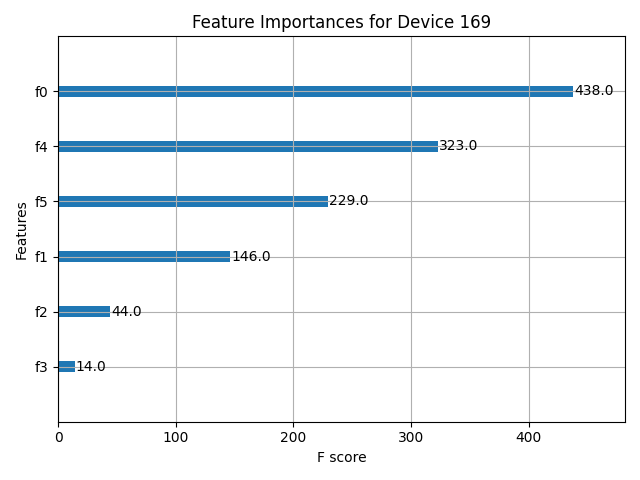 Feature Importances for Device 169
Features
f0 438.0
f4 323.0
f5 229.0
f1 146.0
f2 44.0
f3 14.0
0 100 200 300 400
F score